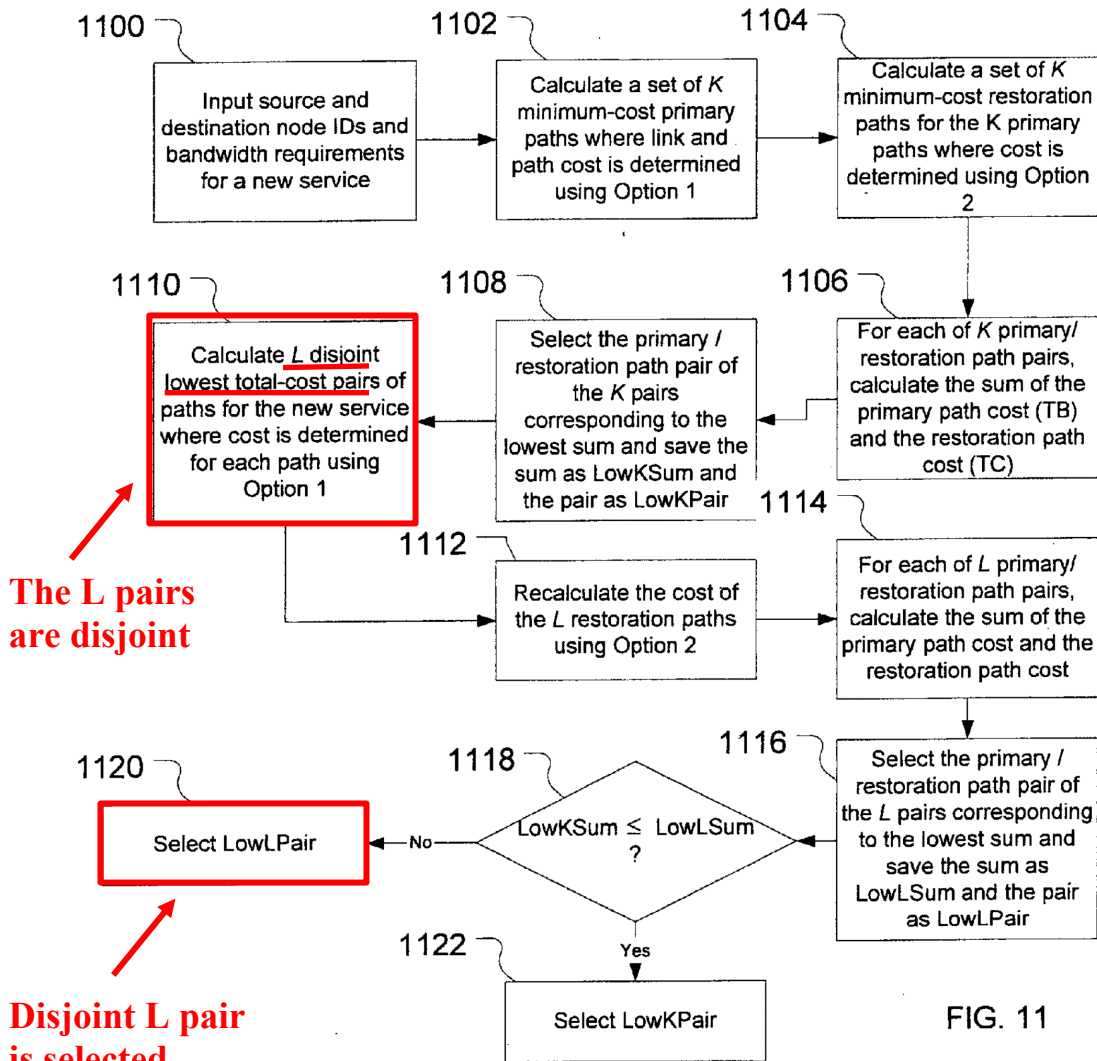 1100
Input source and
destination node IDs and
bandwidth requirements
for a new service
1102
Calculate a set of K
minimum-cost primary
paths where link and
path cost is determined
using Option 1
1104
Calculate a set of K
minimum-cost restoration
paths for the K primary
paths where cost is
determined using Option
2
1106
For each of K primary/
restoration path pairs,
calculate the sum of the
primary path cost (TB)
and the restoration path
cost (TC)
1108
Select the primary /
restoration path pair of
the K pairs
corresponding to the
lowest sum and save the
sum as LowKSum and
the pair as LowKPair
1110
Calculate L disjoint
lowest total-cost pairs of
paths for the new service
where cost is determined
for each path using
Option 1
The L pairs
are disjoint
1112
Recalculate the cost of
the L restoration paths
using Option 2
1114
For each of L primary/
restoration path pairs,
calculate the sum of the
primary path cost and the
restoration path cost
1116
Select the primary /
restoration path pair of
the L pairs corresponding
to the lowest sum and
save the sum as
LowLSum and the pair
as LowLPair
1118
LowKSum ≤ LowLSum
?
No
1120
Select LowLPair
Yes
1122
Select LowKPair
Disjoint L pair
is selected
FIG. 11